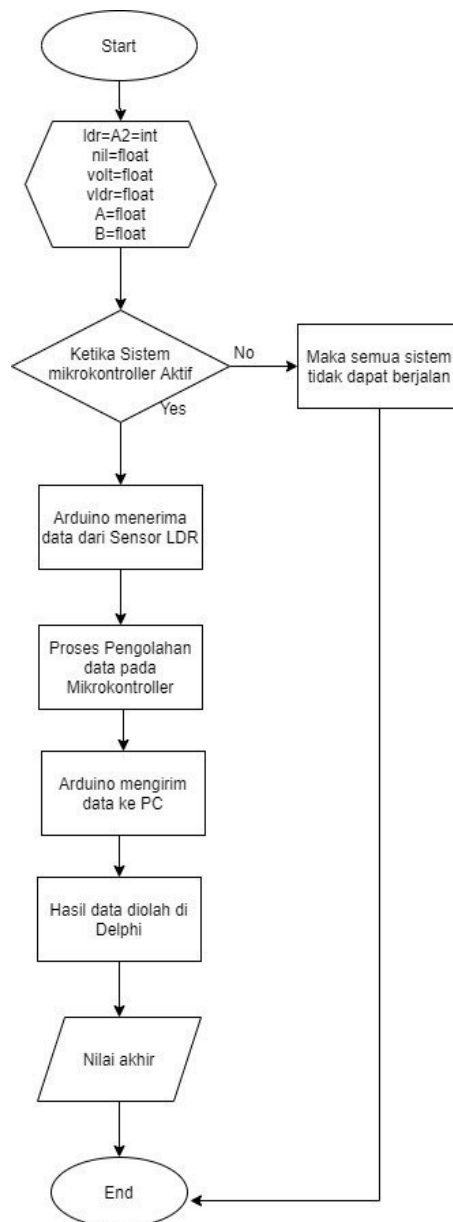 Start
ldr=A2=int
nil=float
volt=float
vldr=float
A=float
B=float
Ketika Sistem
mikrokontroller Aktif
No
Maka semua sistem
tidak dapat berjalan
Yes
Arduino menerima
data dari Sensor LDR
Proses Pengolahan
data pada
Mikrokontroller
Arduino mengirim
data ke PC
Hasil data diolah di
Delphi
Nilai akhir
End